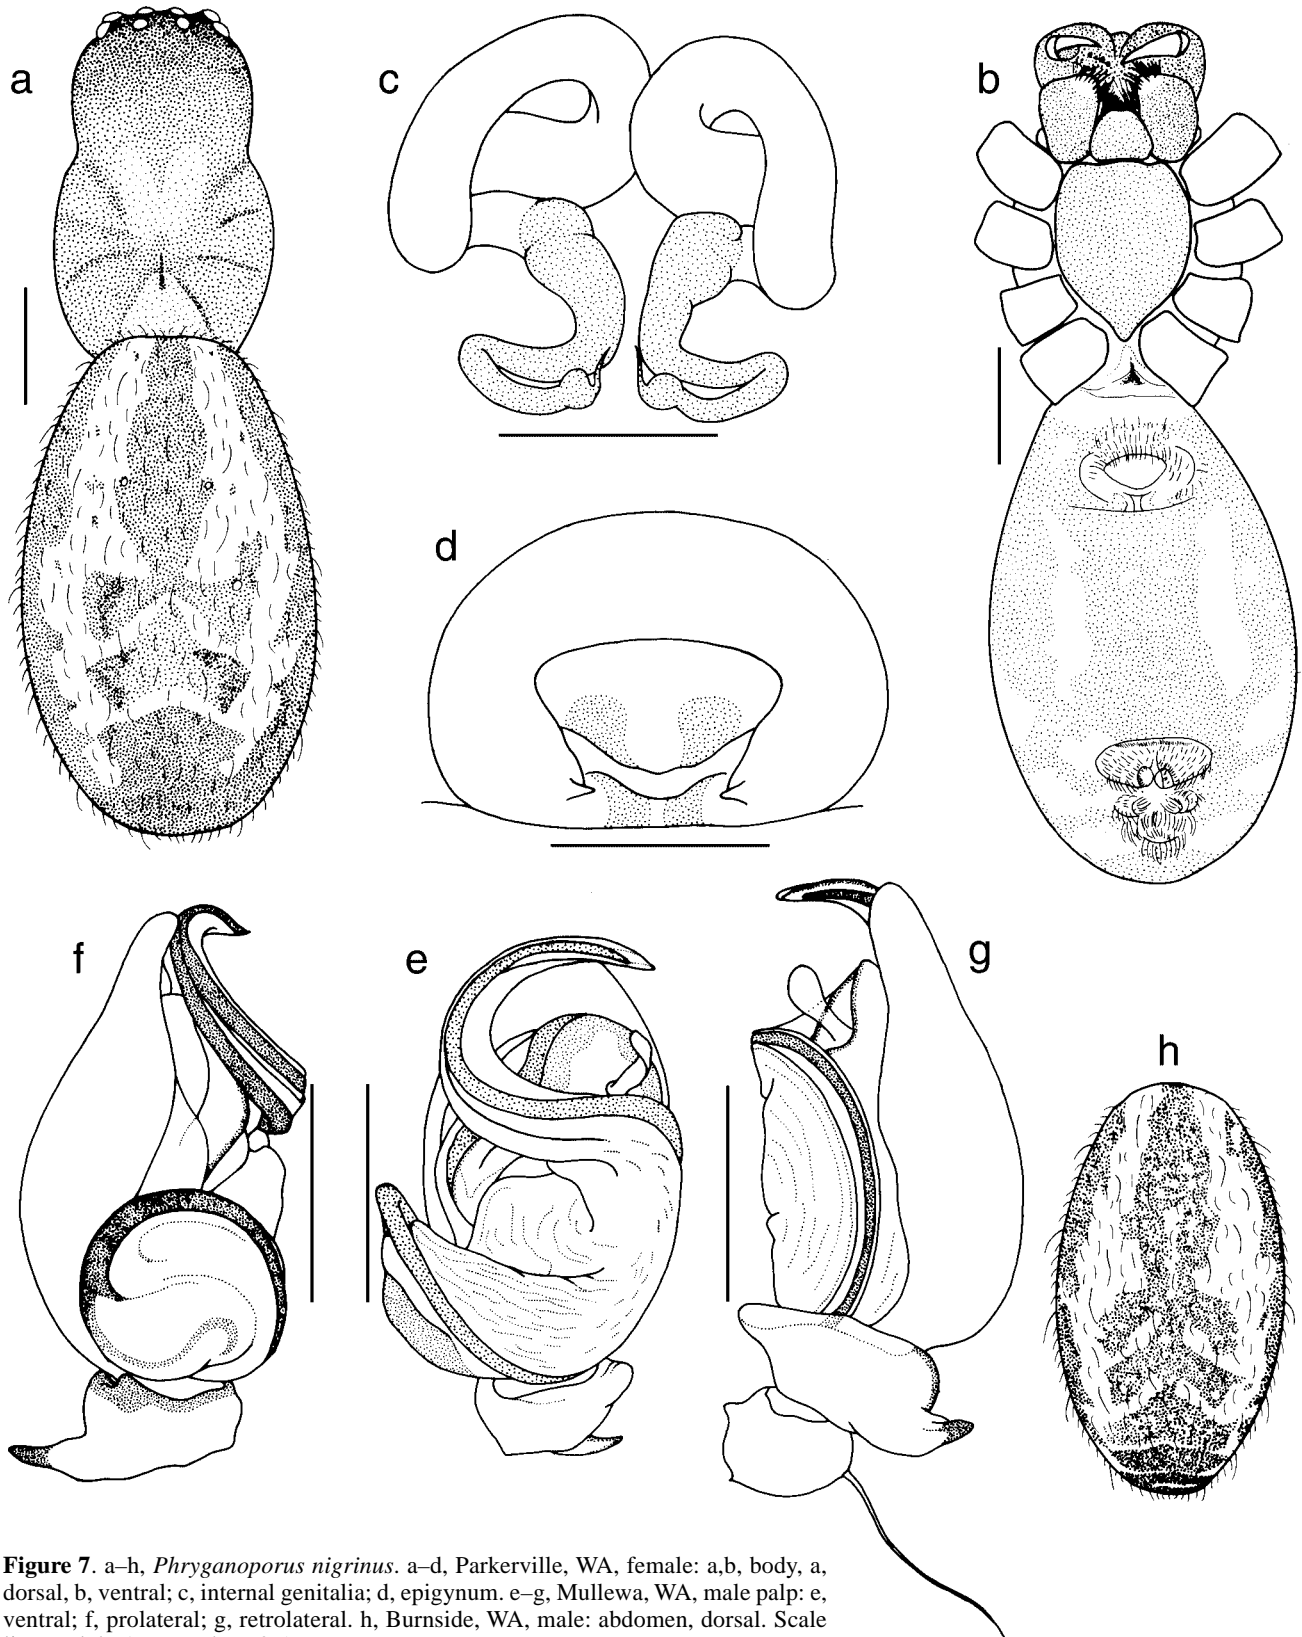 a
c
b
d
f
e
g
h
Figure 7. a–h, Phryganoporus nigrinus. a–d, Parkerville, WA, female: a,b, body, a,
dorsal, b, ventral; c, internal genitalia; d, epigynum. e–g, Mullewa, WA, male palp: e,
ventral; f, prolateral; g, retrolateral. h, Burnside, WA, male: abdomen, dorsal. Scale